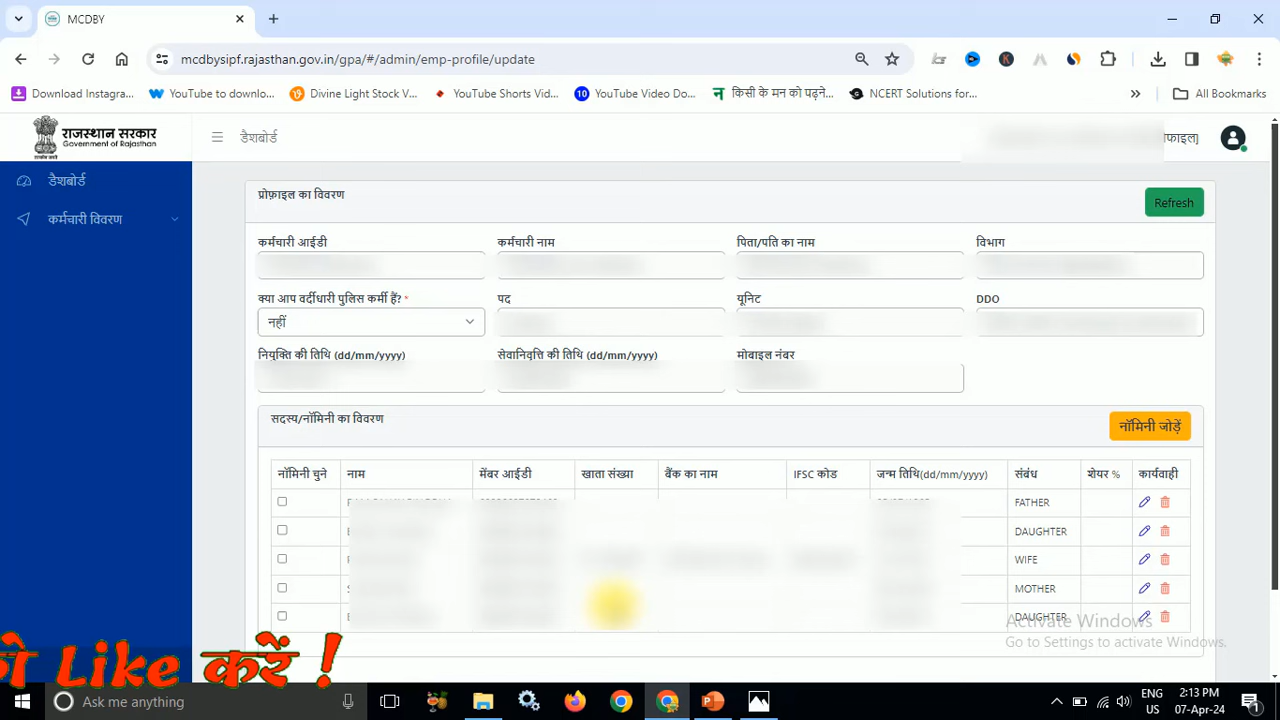 MCDBY
mcdbysipf.rajasthan.gov.in/gpa/#/admin/emp-profile/update
Download Instagra...
YouTube to downlo...
Divine Light Stock V...
YouTube Shorts Vid...
YouTube Video Do...
किसी के मन को पढ़ने...
NCERT Solutions for...
All Bookmarks
राजस्थान सरकार
Government of Rajasthan
डैशबोर्ड
डैशबोर्ड
कर्मचारी विवरण
प्रोफ़ाइल का विवरण
Refresh
कर्मचारी आईडी
कर्मचारी नाम
पिता/पति का नाम
विभाग
क्या आप वर्दीधारी पुलिस कर्मी हैं? *
पद
यूनिट
DDO
नहीं
नियुक्ति की तिथि (dd/mm/yyyy)
सेवानिवृत्ति की तिथि (dd/mm/yyyy)
मोबाइल नंबर
सदस्य/नॉमिनी का विवरण
नॉमिनी जोड़ें
नॉमिनी चुने नाम मेंबर आईडी खाता संख्या बैंक का नाम IFSC कोड जन्म तिथि(dd/mm/yyyy) संबंध शेयर % कार्यवाही
FATHER
DAUGHTER
WIFE
MOTHER
DAUGHTER
Activate Windows
Go to Settings to activate Windows.
Like करें !
Ask me anything
ENG
US
2:13 PM
07-Apr-24